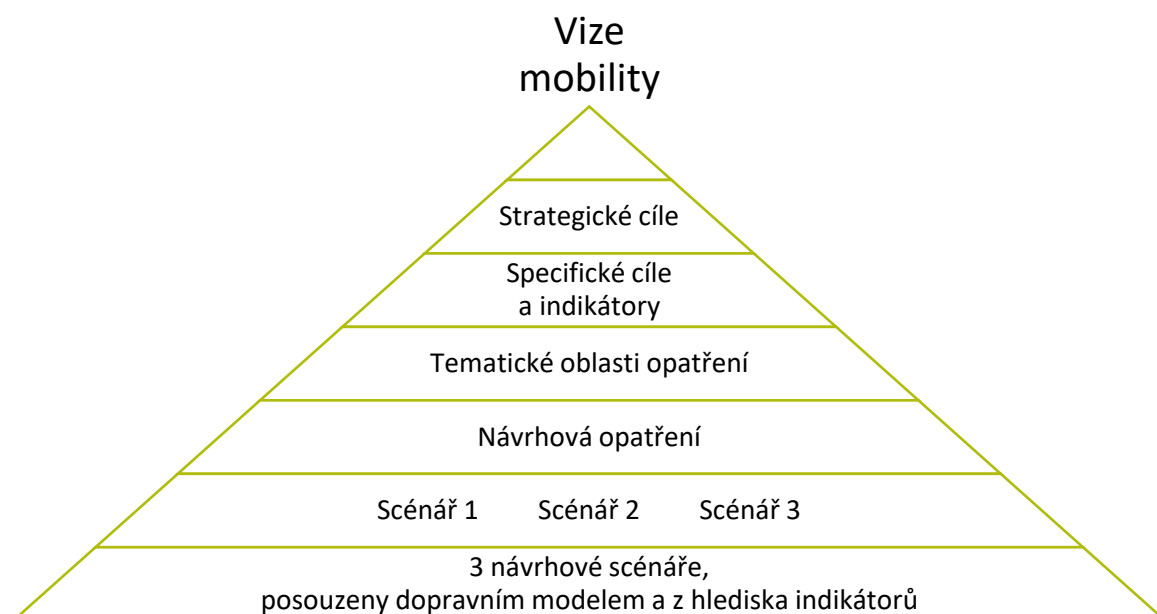 Vize
mobility
Strategické cíle
Specifické cíle
a indikátory
Tematické oblasti opatření
Návrhová opatření
Scénář 1 Scénář 2 Scénář 3
3 návrhové scénáře,
posouzeny dopravním modelem a z hlediska indikátorů